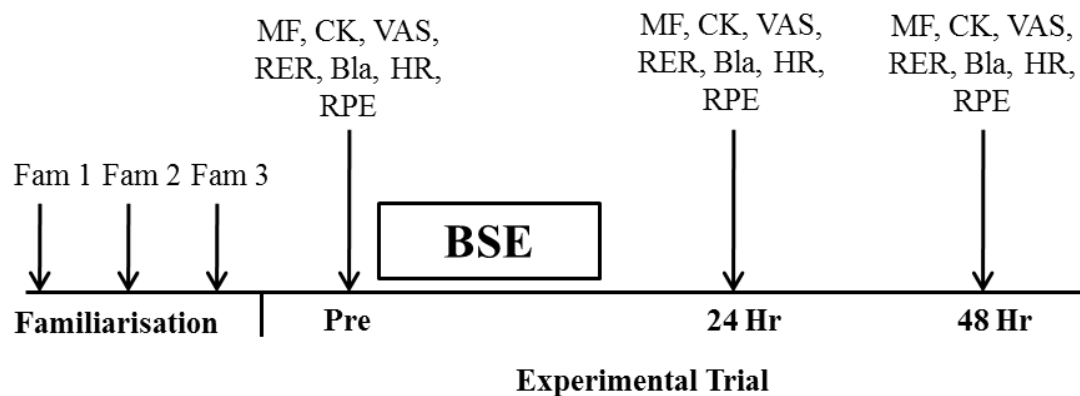 MF, CK, VAS,
RER, Bla, HR,
RPE
MF, CK, VAS,
RER, Bla, HR,
RPE
MF, CK, VAS,
RER, Bla, HR,
RPE
Fam 1 Fam 2 Fam 3
BSE
Familiarisation
Pre
24 Hr
48 Hr
Experimental Trial